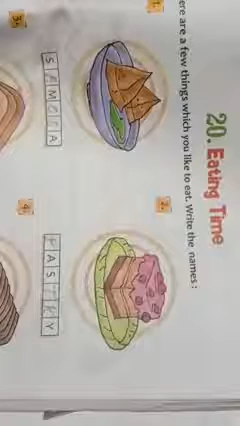 20. Eating Time
ere are a few things which you like to eat. Write the names :
1. 2.
SAMOSA PASTRY
3. 4.